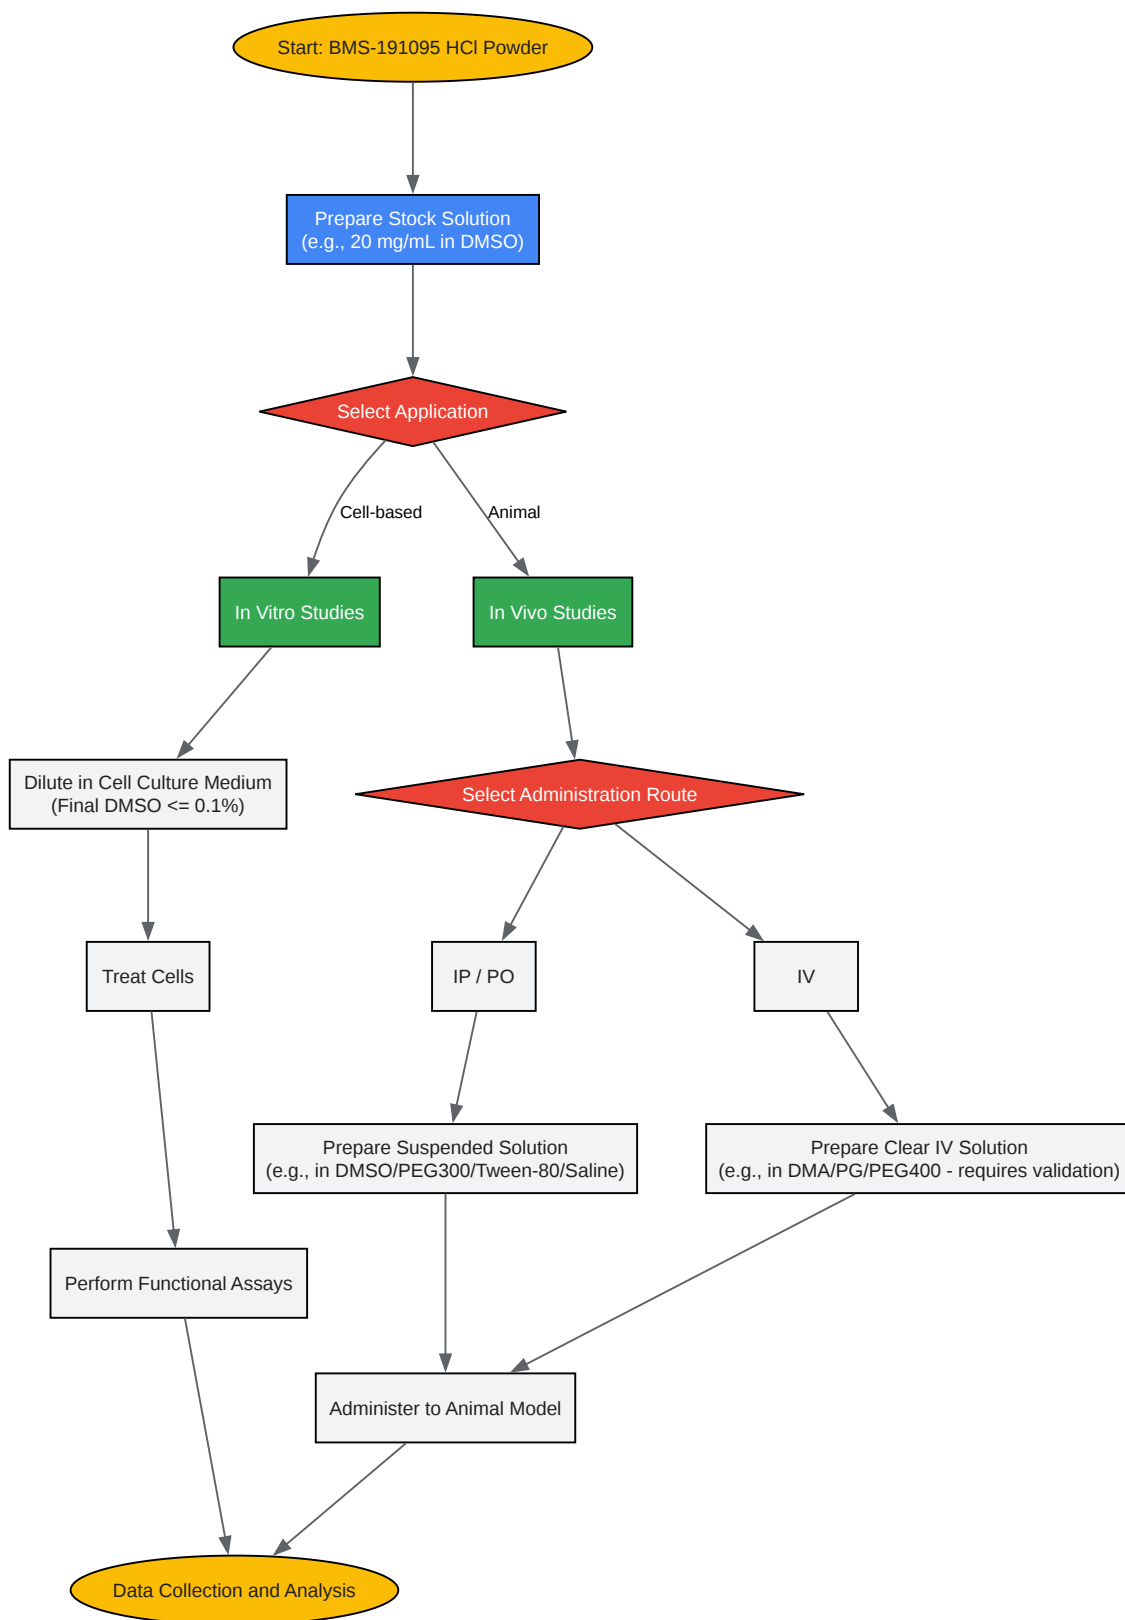 Start: BMS-191095 HCl Powder
Prepare Stock Solution
(e.g., 20 mg/mL in DMSO)
Select Application
Cell-based
Animal
In Vitro Studies
In Vivo Studies
Dilute in Cell Culture Medium
(Final DMSO <= 0.1%)
Select Administration Route
Treat Cells
IP / PO
IV
Prepare Suspended Solution
(e.g., in DMSO/PEG300/Tween-80/Saline)
Prepare Clear IV Solution
(e.g., in DMA/PG/PEG400 - requires validation)
Perform Functional Assays
Administer to Animal Model
Data Collection and Analysis